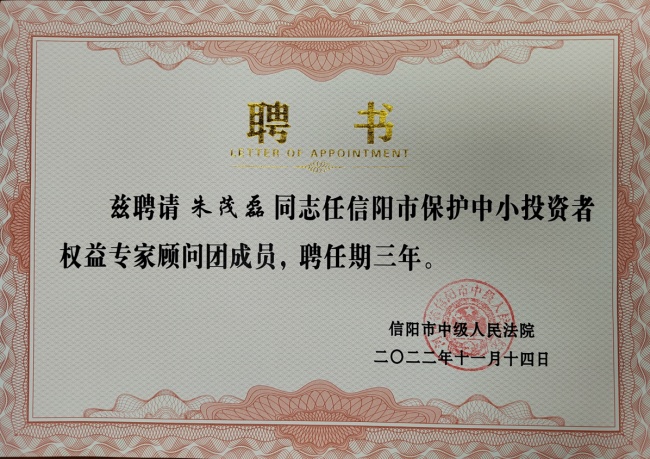 聘 书
LETTER OF APPOINTMENT
兹聘请 朱茂磊 同志任信阳市保护中小投资者
权益专家顾问团成员，聘任期三年。
信阳市中级人民法院
二〇二二年十一月十四日